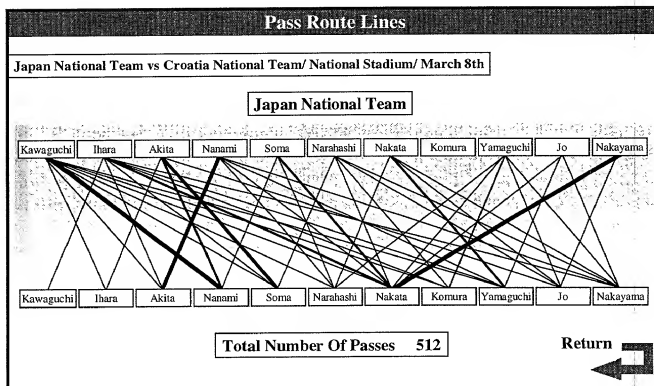 Pass Route Lines
Japan National Team vs Croatia National Team/ National Stadium/ March 8th
Japan National Team
Kawaguchi Ihara Akita Nanami Soma Narahashi Nakata Komura Yamaguchi Jo Nakayama
Kawaguchi Ihara Akita Nanami Soma Narahashi Nakata Komura Yamaguchi Jo Nakayama
Total Number Of Passes 512
Return